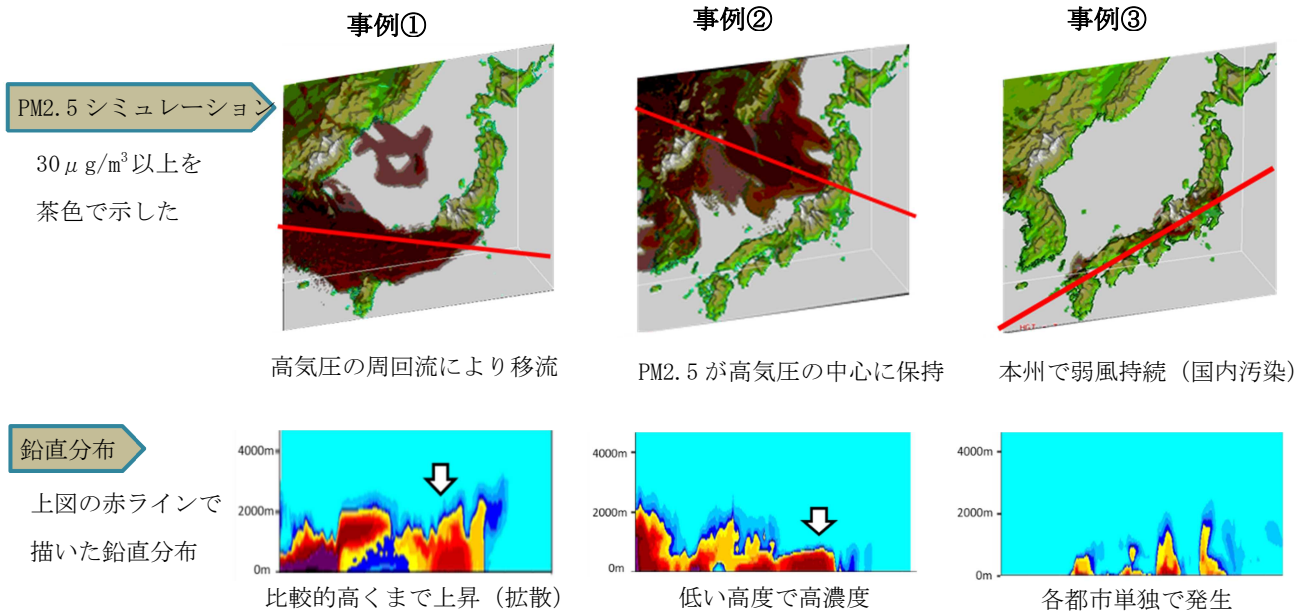 事例①
事例②
事例③
PM2.5 シミュレーション
30μg/m³以上を
茶色で示した
高気圧の周回流により移流
PM2.5 が高気圧の中心に保持
本州で弱風持続（国内汚染）
鉛直分布
上図の赤ラインで
描いた鉛直分布
4000m
2000m
0m
4000m
2000m
0m
4000m
2000m
0m
比較的高くまで上昇（拡散）
低い高度で高濃度
各都市単独で発生